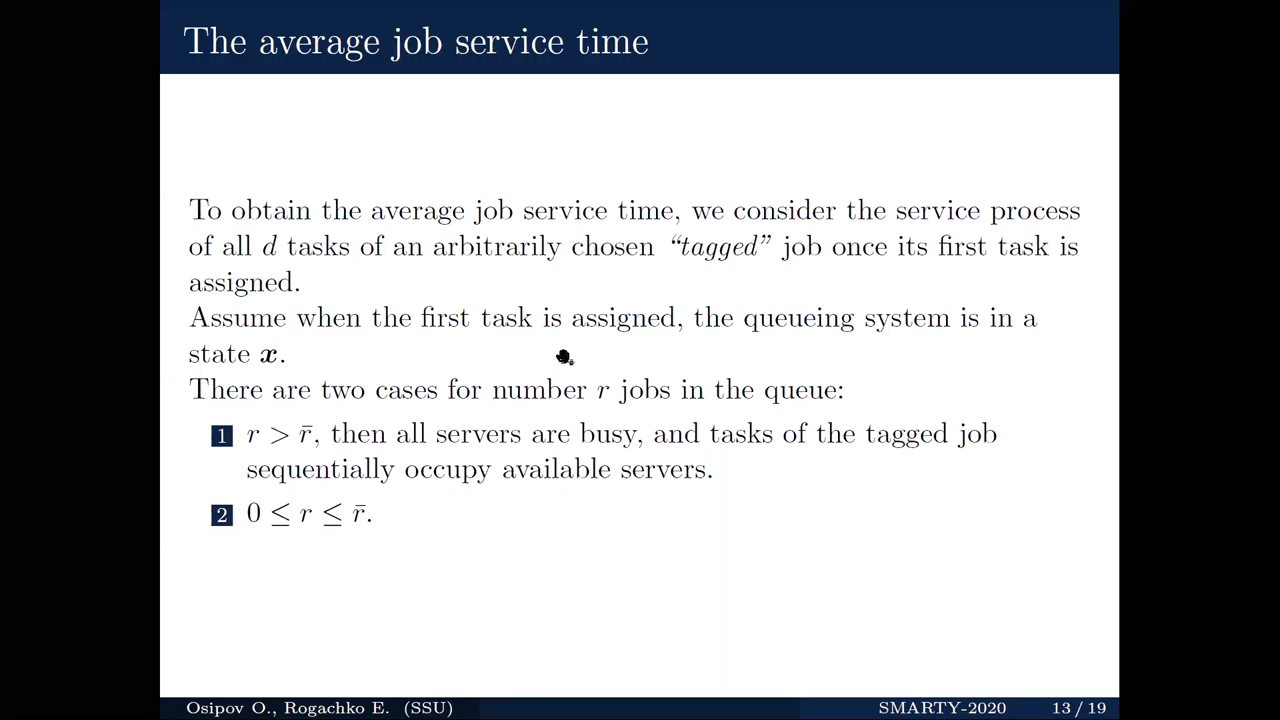 The average job service time
To obtain the average job service time, we consider the service process
of all d tasks of an arbitrarily chosen “tagged” job once its first task is
assigned.
Assume when the first task is assigned, the queueing system is in a
state x.
There are two cases for number r jobs in the queue:
1 r > r̄, then all servers are busy, and tasks of the tagged job
sequentially occupy available servers.
2 0 ≤ r ≤ r̄.
Osipov O., Rogachko E. (SSU) SMARTY-2020 13 / 19